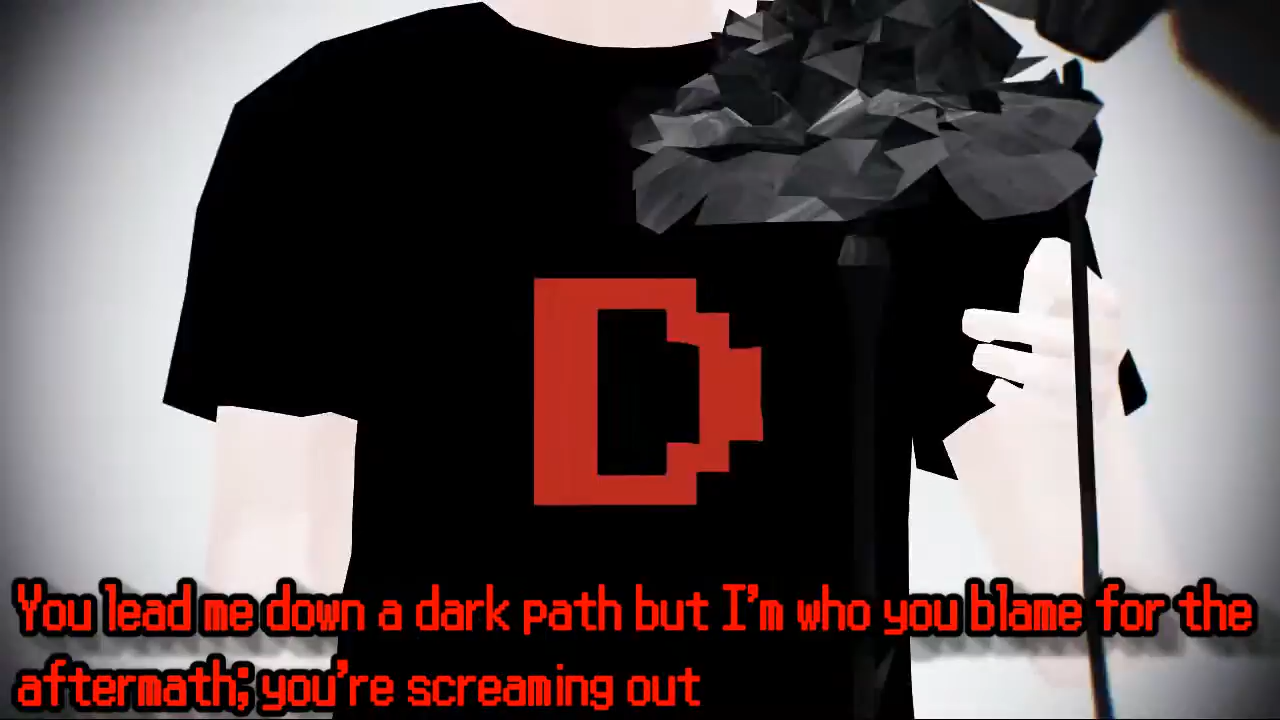 D
You lead me down a dark path but I'm who you blame for the
aftermath; you're screaming out